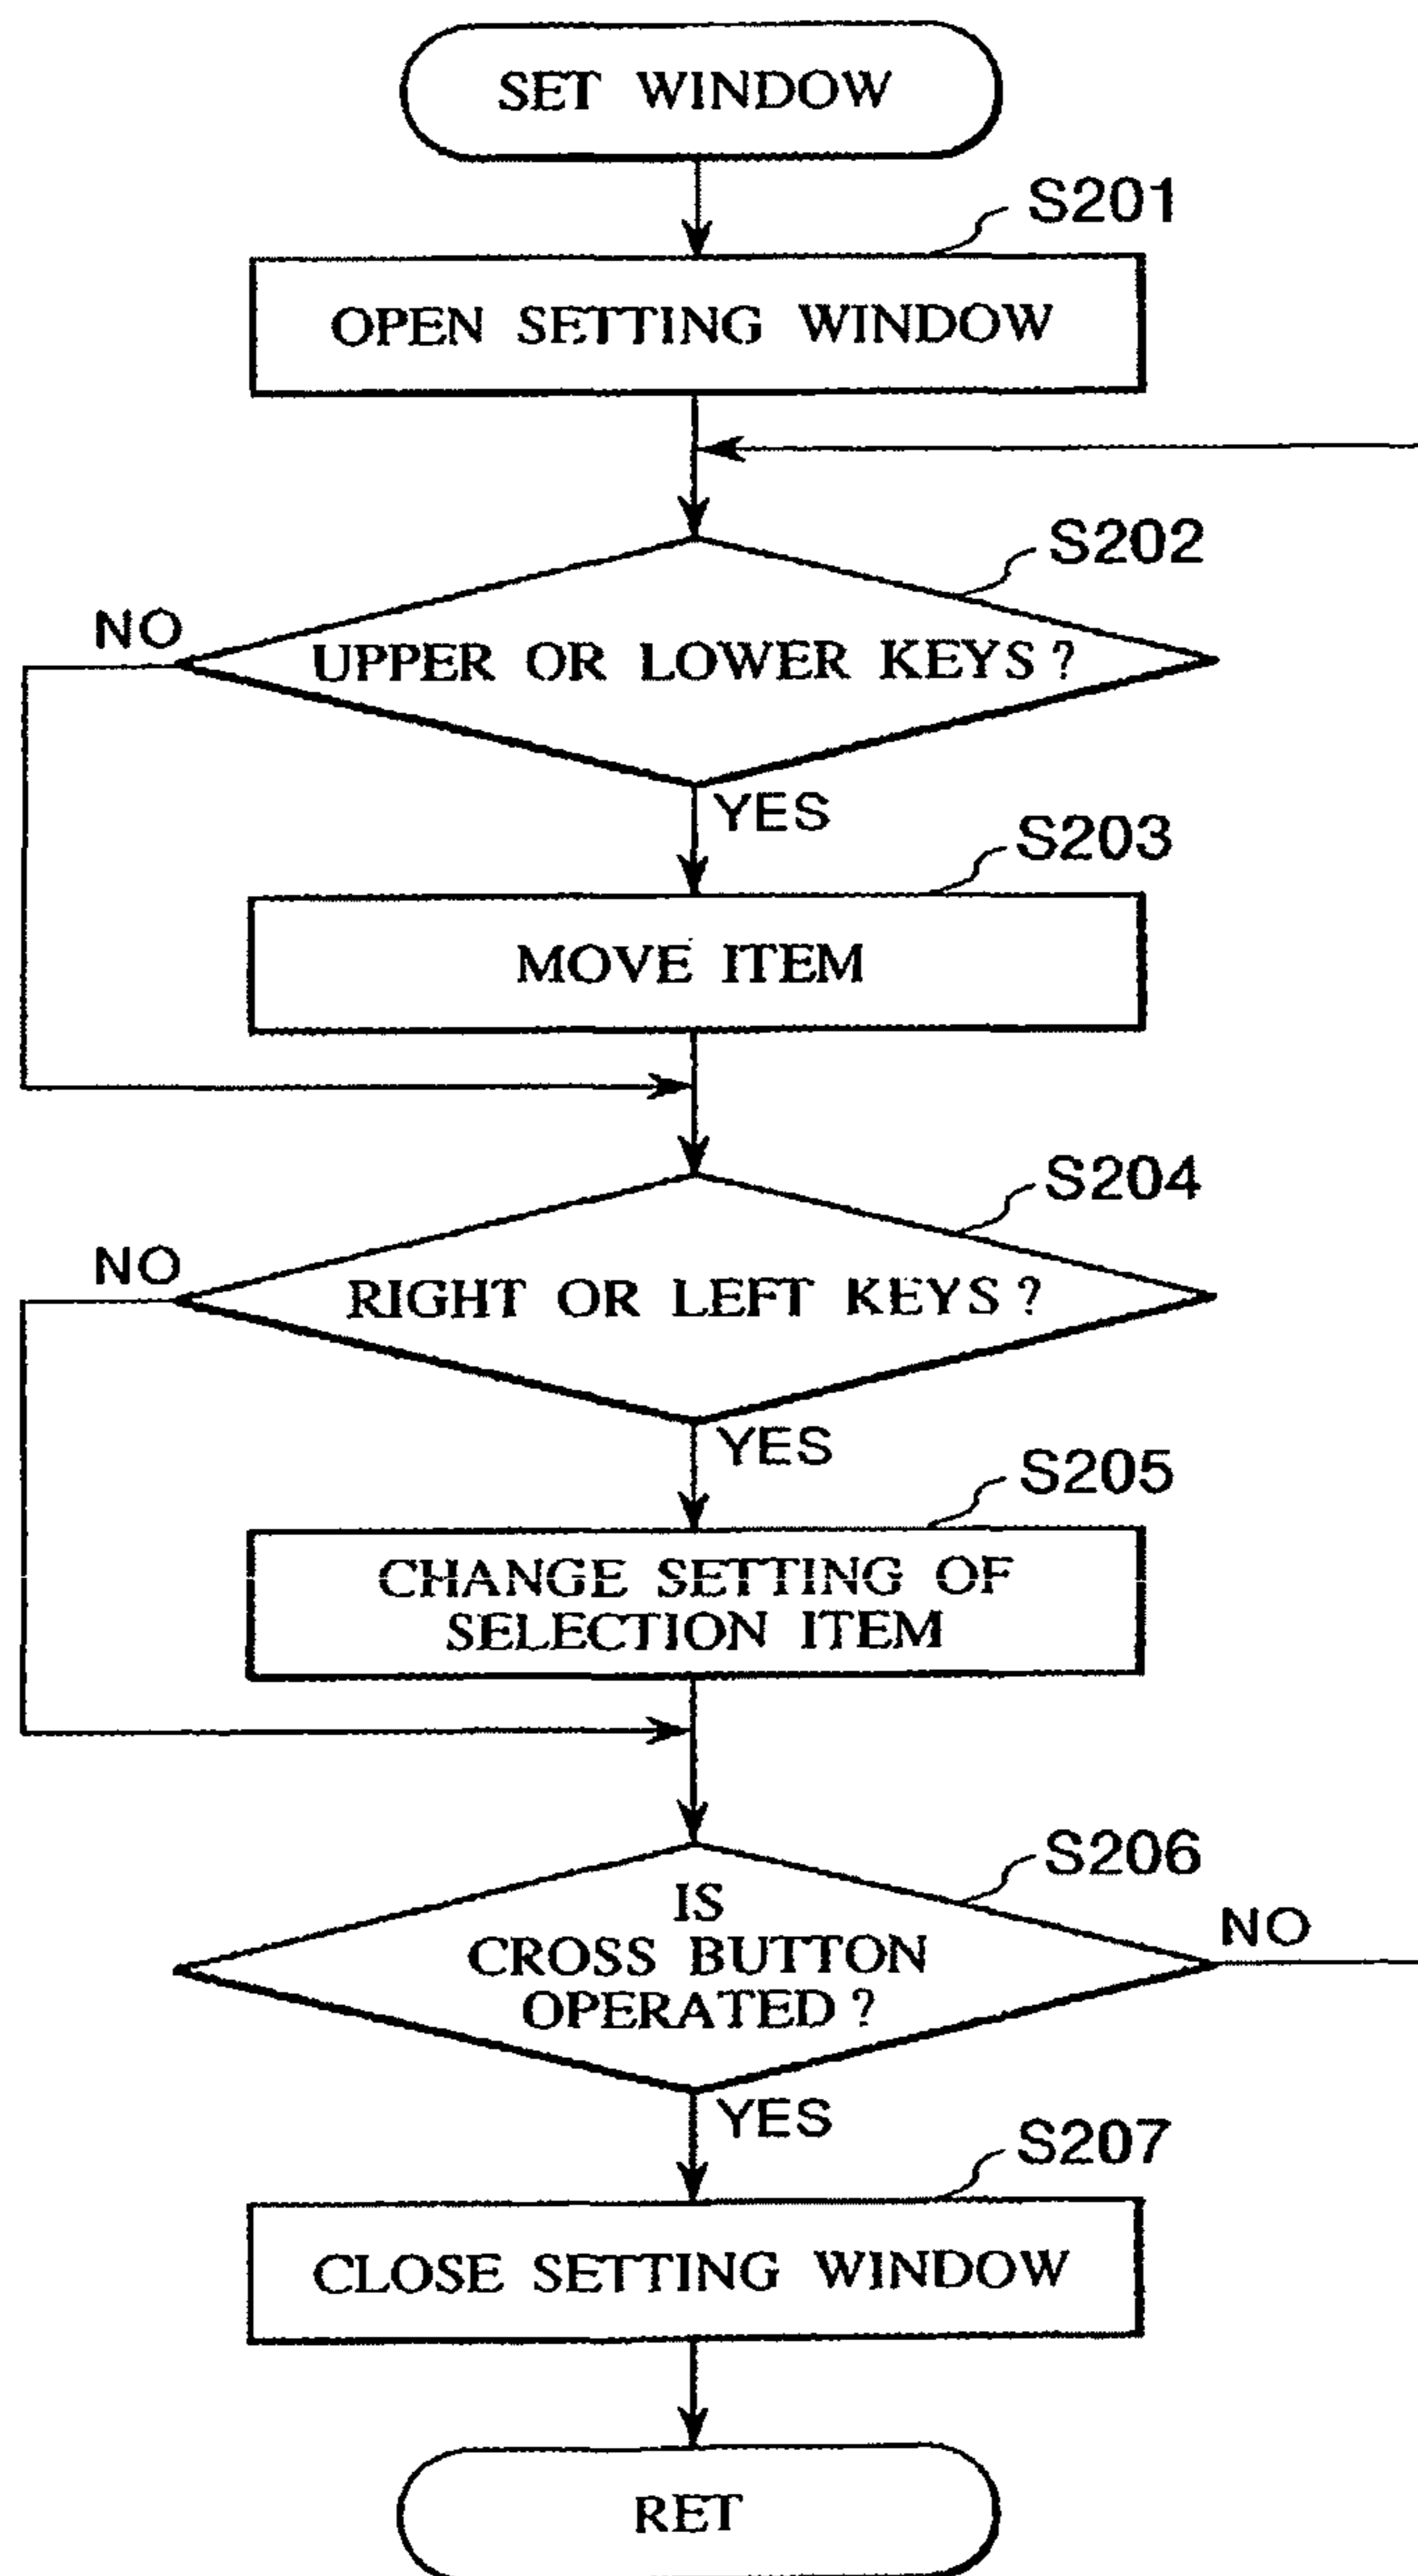 SET WINDOW
S201
OPEN SETTING WINDOW
S202
NO
UPPER OR LOWER KEYS?
YES
S203
MOVE ITEM
S204
NO
RIGHT OR LEFT KEYS?
YES
S205
CHANGE SETTING OF
SELECTION ITEM
S206
IS
NO
CROSS BUTTON
OPERATED?
YES
S207
CLOSE SETTING WINDOW
RET